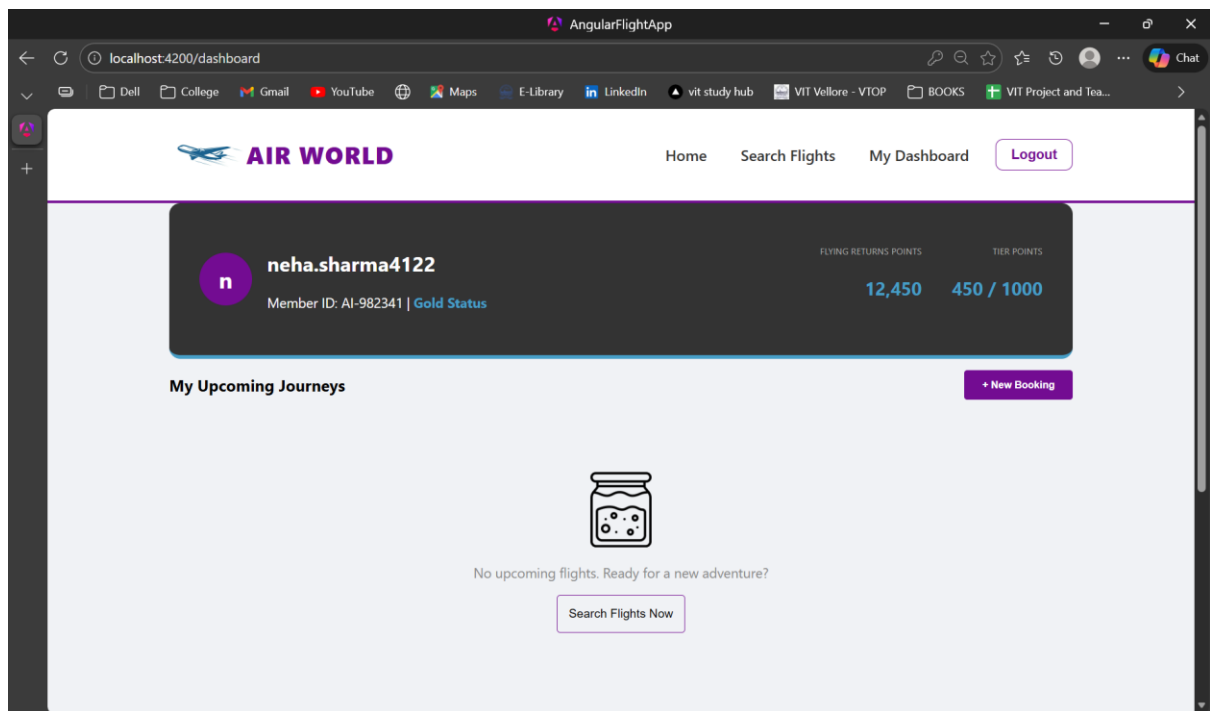 AngularFlightApp
localhost:4200/dashboard
Chat
Dell College Gmail YouTube Maps E-Library LinkedIn vit study hub VIT Vellore - VTOP BOOKS VIT Project and Tea...
AIR WORLD
Home Search Flights My Dashboard Logout
n
neha.sharma4122
Member ID: AI-982341 | Gold Status
FLYING RETURNS POINTS TIER POINTS
12,450 450 / 1000
My Upcoming Journeys + New Booking
No upcoming flights. Ready for a new adventure?
Search Flights Now